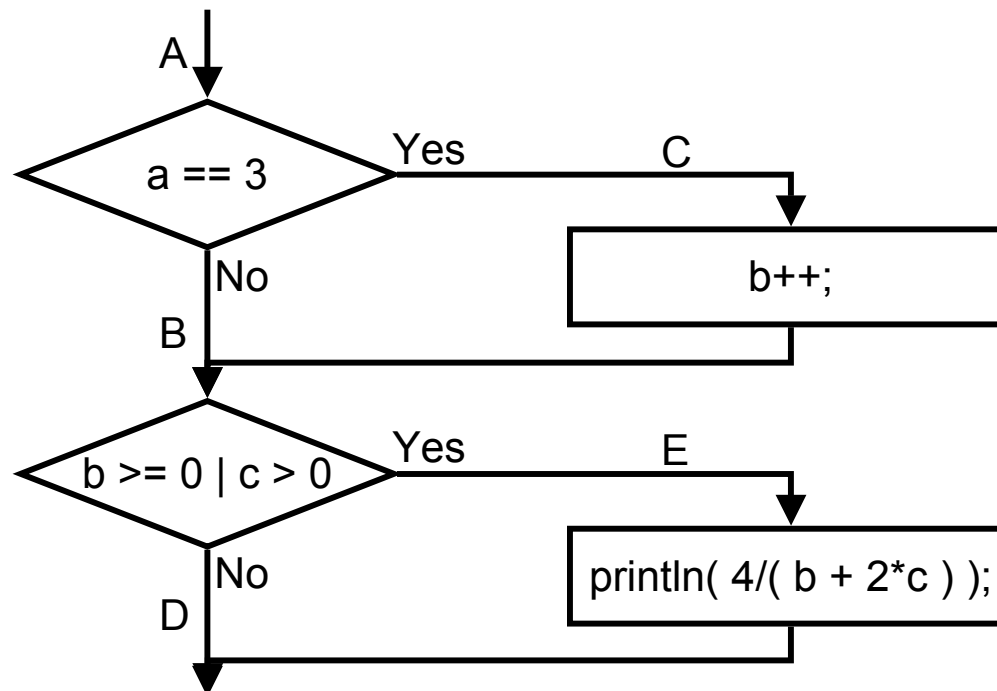 A
a == 3
Yes
C
No
b++;
B
b >= 0 | c > 0
Yes
E
No
println( 4/( b + 2*c ) );
D